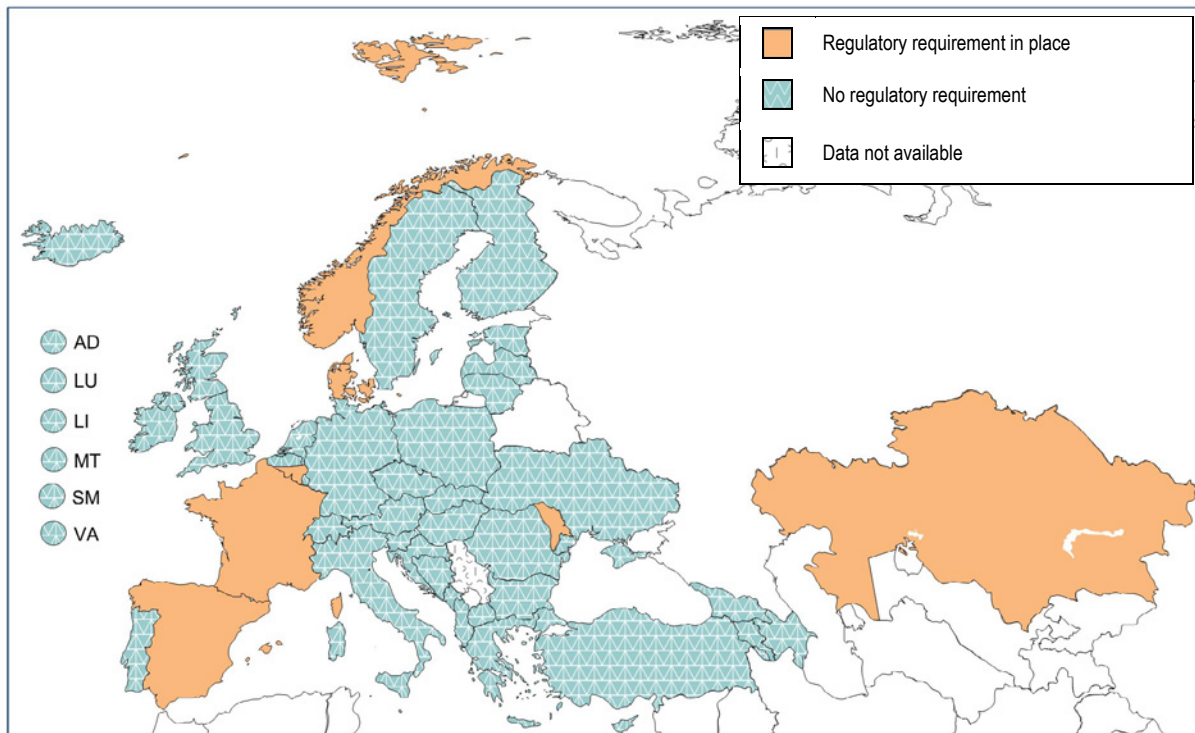 Regulatory requirement in place
No regulatory requirement
Data not available
AD
LU
LI
MT
SM
VA